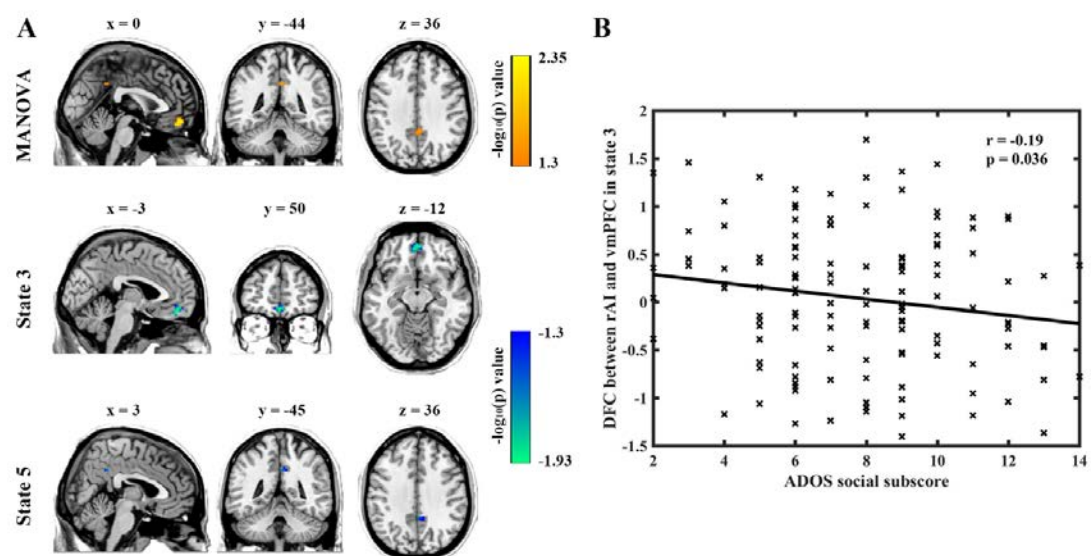 A
x = 0
y = -44
z = 36
MANOVA
2.35
-log₁₀(p) value
1.3
x = -3
y = 50
z = -12
State 3
-1.3
-log₁₀(p) value
-1.93
x = 3
y = -45
z = 36
State 5
B
DFC between rAI and vmPFC in state 3
2
1.5
1
0.5
0
-0.5
-1
-1.5
r = -0.19
p = 0.036
2 4 6 8 10 12 14
ADOS social subscore